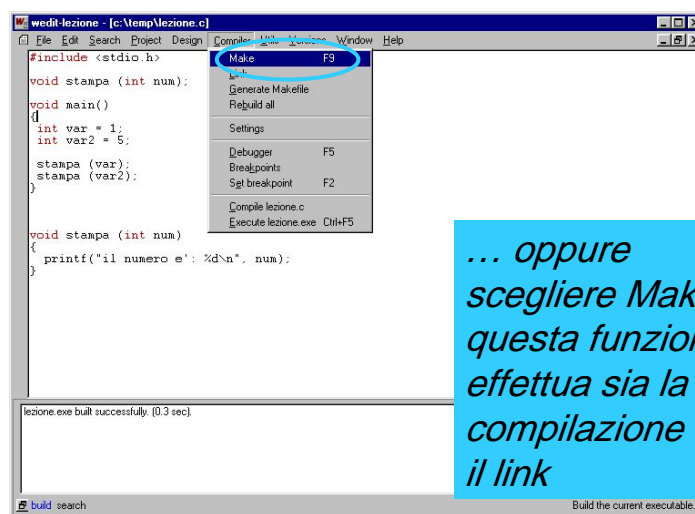 wedit-lezione - [c:\temp\lezione.c]
File Edit Search Project Design Compiler Utils Versions Window Help
#include <stdio.h>
void stampa (int num);
void main()
{
int var = 1;
int var2 = 5;
stampa (var);
stampa (var2);
}
void stampa (int num)
{
printf("il numero e': %d\n", num);
}
Make F9
Link
Generate Makefile
Rebuild all
Settings
Debugger F5
Breakpoints
Set breakpoint F2
Compile lezione.c
Execute lezione.exe Ctrl+F5
... oppure
scegliere Mak
questa funzio
effettua sia la
compilazione
il link
lezione.exe built successfully. (0.3 sec).
build search
Build the current executable.